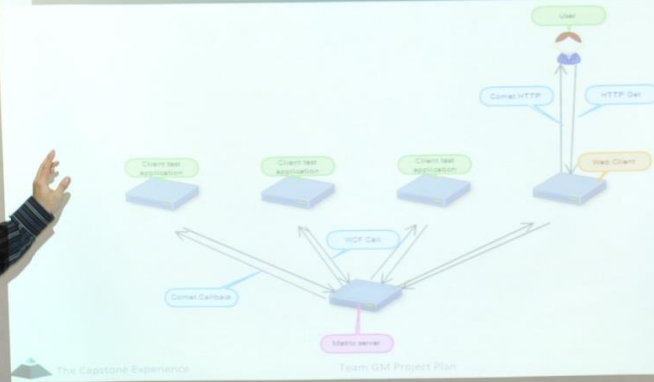 User
Comet HTTP
HTTP Get
Client test
application
Client test
application
Client test
application
Web Client
WCF Call
Comet Callback
Metrix server
The Capstone Experience
Team GM Project Plan